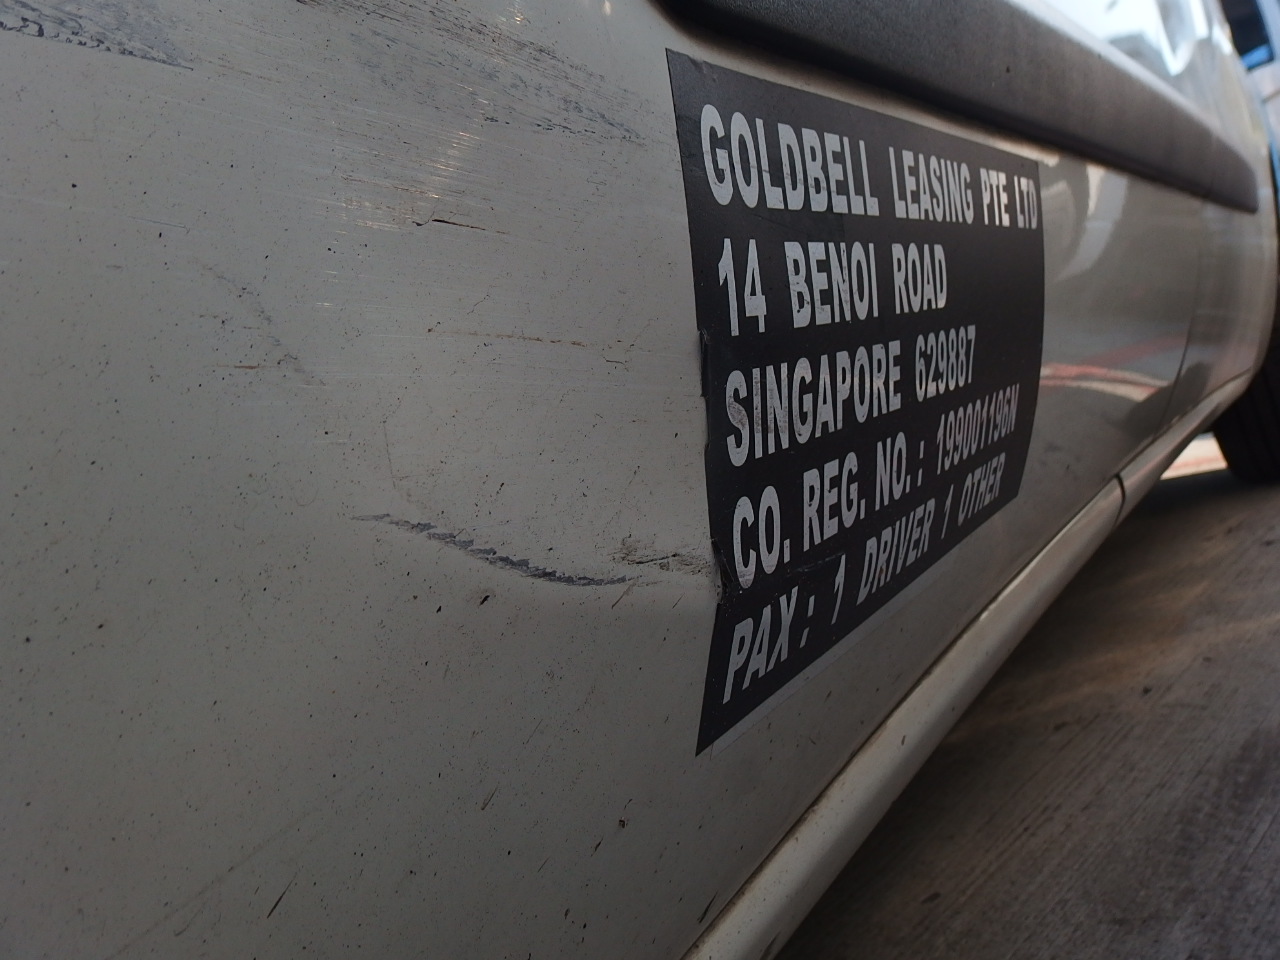 GOLDBELL LEASING PTE LTD
14 BENOI ROAD
SINGAPORE 629887
CO. REG. NO. : 199001196N
PAX : 1 DRIVER 1 OTHER